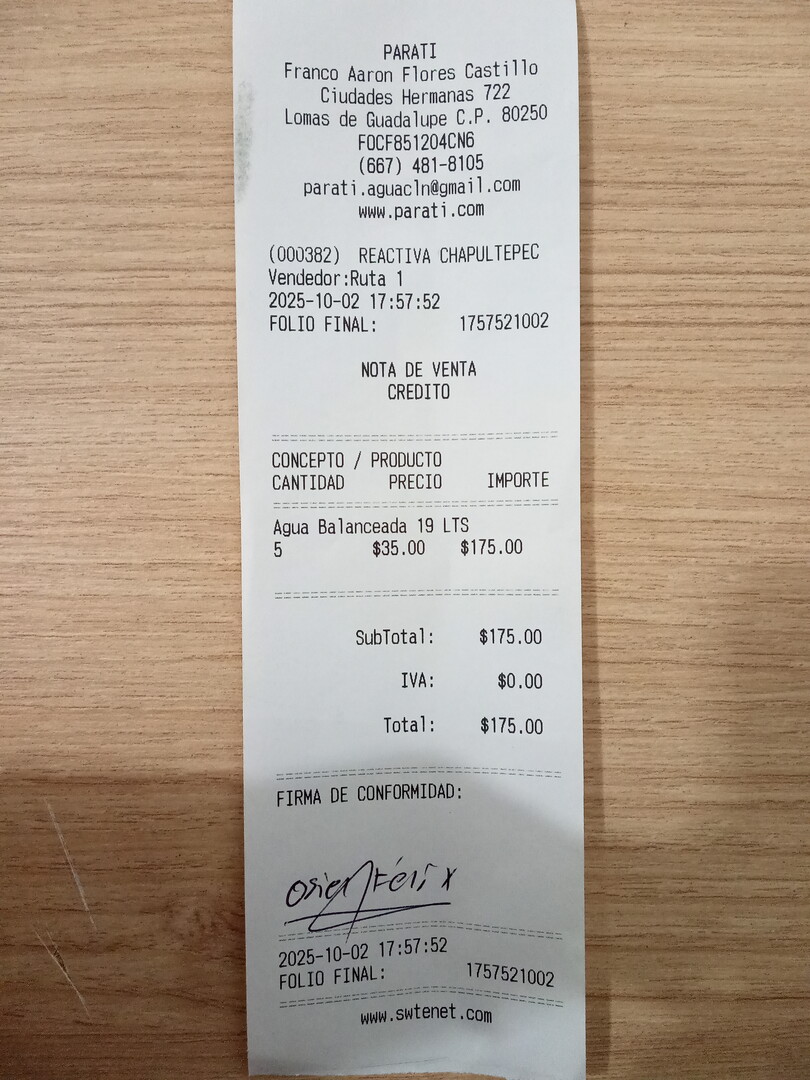 PARATI
Franco Aaron Flores Castillo
Ciudades Hermanas 722
Lomas de Guadalupe C.P. 80250
FOCF851204CN6
(667) 481-8105
parati.aguacln@gmail.com
www.parati.com
(000382) REACTIVA CHAPULTEPEC
Vendedor:Ruta 1
2025-10-02 17:57:52
FOLIO FINAL: 1757521002
NOTA DE VENTA
CREDITO
CONCEPTO / PRODUCTO
CANTIDAD PRECIO IMPORTE
Agua Balanceada 19 LTS
5 $35.00 $175.00
SubTotal: $175.00
IVA: $0.00
Total: $175.00
FIRMA DE CONFORMIDAD:
Félix
2025-10-02 17:57:52
FOLIO FINAL: 1757521002
www.swtenet.com